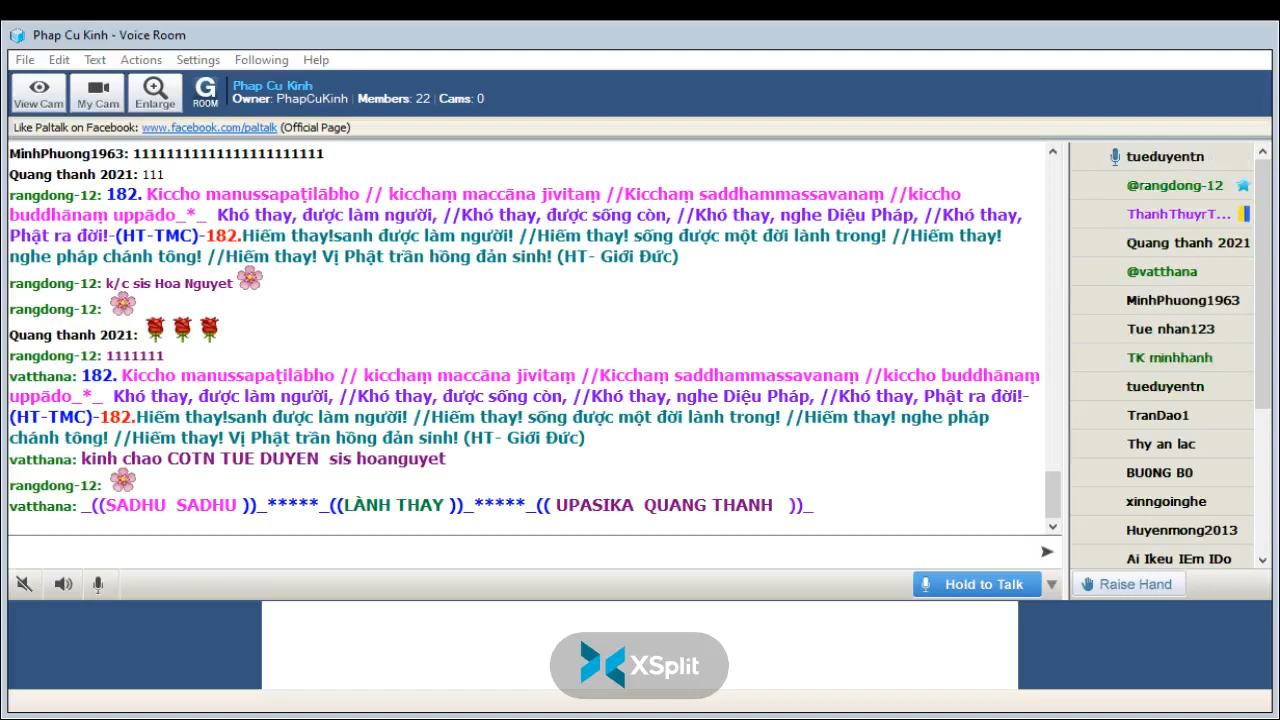 Phap Cu Kinh - Voice Room
File Edit Text Actions Settings Following Help
View Cam My Cam Enlarge G ROOM
Phap Cu Kinh
Owner: PhapCuKinh | Members: 22 | Cams: 0
Like Paltalk on Facebook: www.facebook.com/paltalk (Official Page)
MinhPhuong1963: 11111111111111111111111
Quang thanh 2021: 111
rangdong-12: 182. Kiccho manussapaṭilābho // kicchaṃ maccāna jīvitaṃ //Kicchaṃ saddhammassavanaṃ //kiccho
buddhānaṃ uppādo_*_ Khó thay, được làm người, //Khó thay, được sống còn, //Khó thay, nghe Diệu Pháp, //Khó thay,
Phật ra đời!-(HT-TMC)-182.Hiếm thay!sanh được làm người! //Hiếm thay! sống được một đời lành trong! //Hiếm thay!
nghe pháp chánh tông! //Hiếm thay! Vị Phật trần hồng đản sinh! (HT- Giới Đức)
rangdong-12: k/c sis Hoa Nguyet
rangdong-12:
Quang thanh 2021:
rangdong-12: 1111111
vatthana: 182. Kiccho manussapaṭilābho // kicchaṃ maccāna jīvitaṃ //Kicchaṃ saddhammassavanaṃ //kiccho buddhānaṃ
uppādo_*_ Khó thay, được làm người, //Khó thay, được sống còn, //Khó thay, nghe Diệu Pháp, //Khó thay, Phật ra đời!-
(HT-TMC)-182.Hiếm thay!sanh được làm người! //Hiếm thay! sống được một đời lành trong! //Hiếm thay! nghe pháp
chánh tông! //Hiếm thay! Vị Phật trần hồng đản sinh! (HT- Giới Đức)
vatthana: kinh chao COTN TUE DUYEN sis hoanguyet
rangdong-12:
vatthana: _((SADHU SADHU ))_*****_((LÀNH THAY ))_*****_(( UPASIKA QUANG THANH ))_
tueduyentn
@rangdong-12
ThanhThuyrT...
Quang thanh 2021
@vatthana
MinhPhuong1963
Tue nhan123
TK minhhanh
tueduyentn
TranDao1
Thy an lac
BU0NG B0
xinngoinghe
Huyenmong2013
Ai Ikeu IEm IDo
Hold to Talk
Raise Hand
XSplit